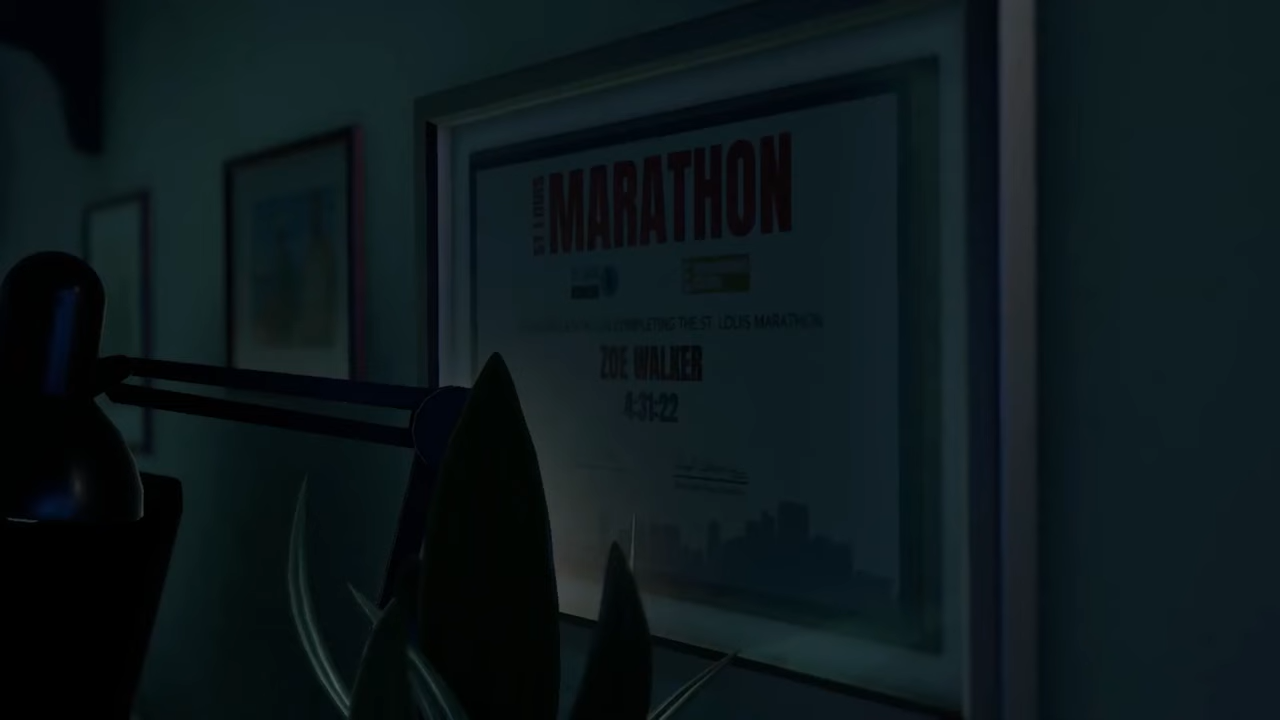 ST LOUIS
MARATHON
COMPLETING THE ST. LOUIS MARATHON
ZOE WALKER
4:31:22